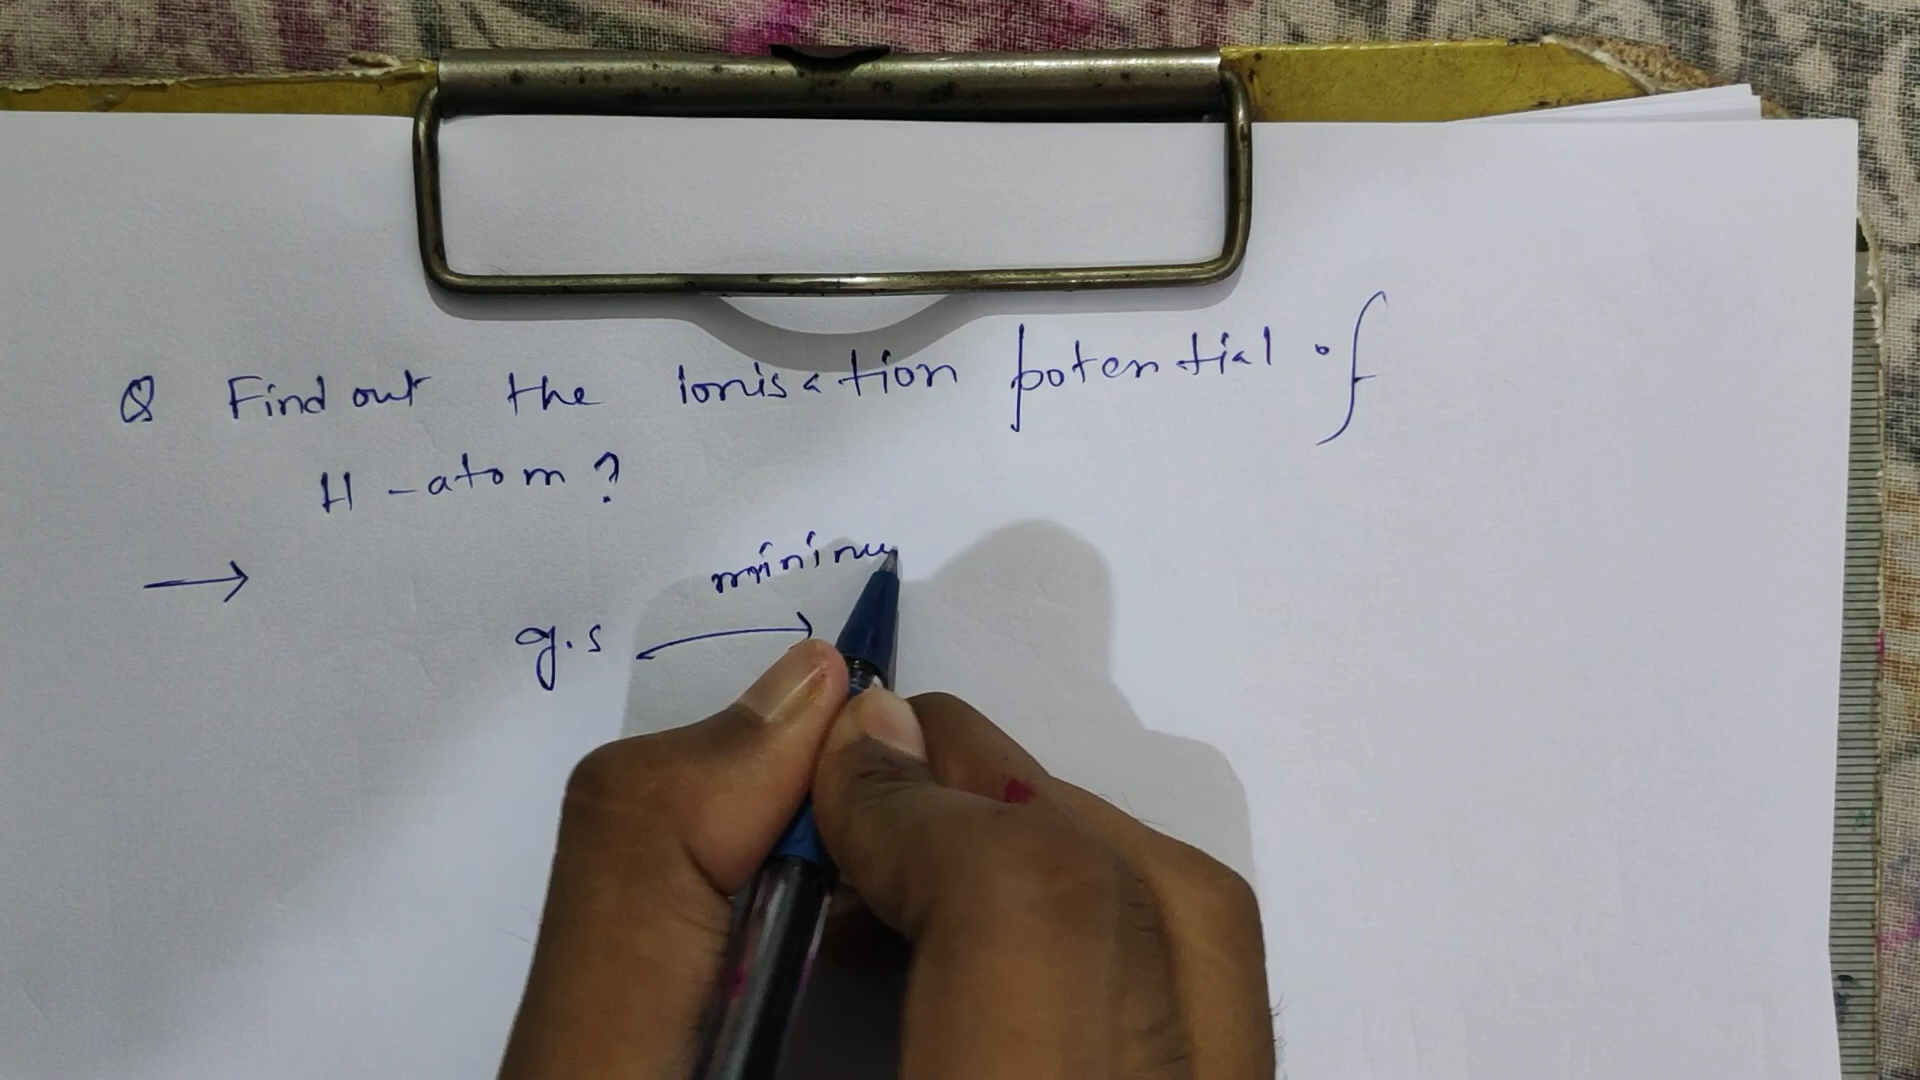 Q Find out the Ionisation potential of
H-atom?
→
minimu
g.s →